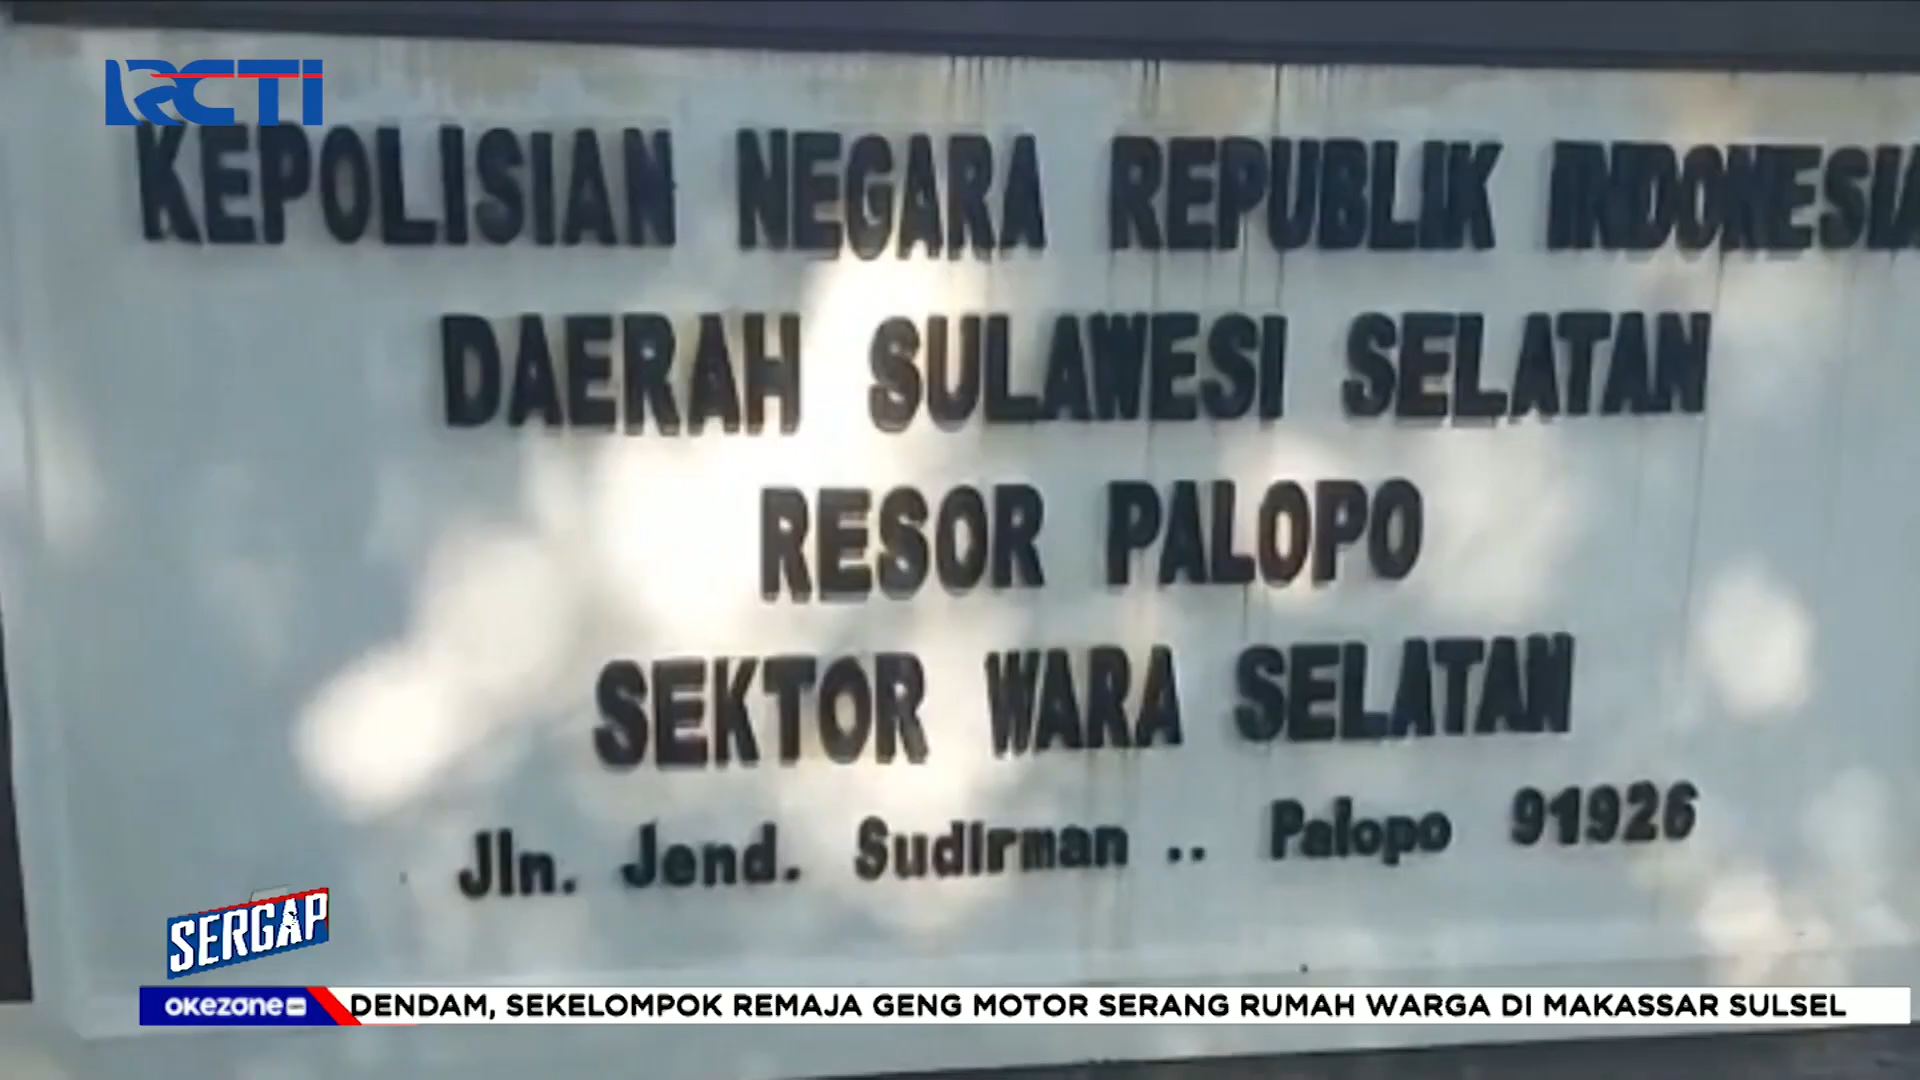 RCTI
KEPOLISIAN NEGARA REPUBLIK INDONESIA
DAERAH SULAWESI SELATAN
RESOR PALOPO
SEKTOR WARA SELATAN
Jln. Jend. Sudirman .. Palopo 91926
SERGAP
OKEZONE
DENDAM, SEKELOMPOK REMAJA GENG MOTOR SERANG RUMAH WARGA DI MAKASSAR SULSEL